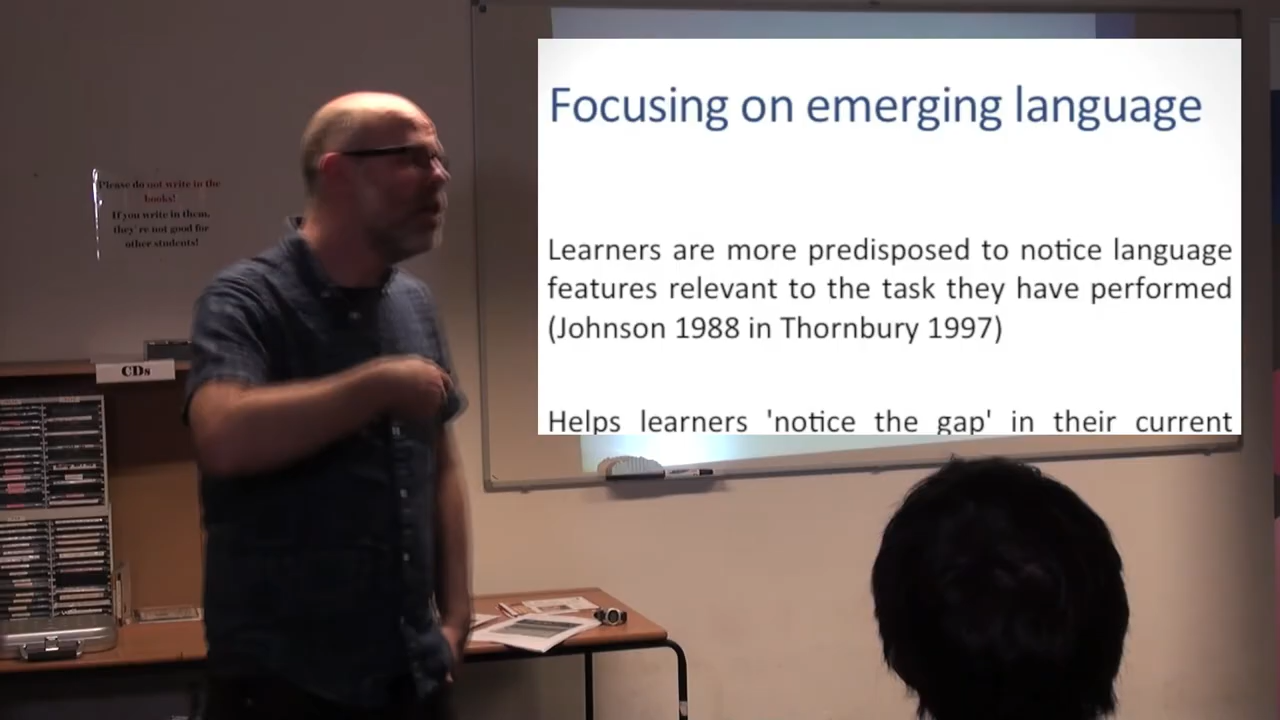 Focusing on emerging language
Learners are more predisposed to notice language
features relevant to the task they have performed
(Johnson 1988 in Thornbury 1997)
Helps learners 'notice the gap' in their current
Please do not write in the
books!
If you write in them,
they're not good for
other students!
CDs